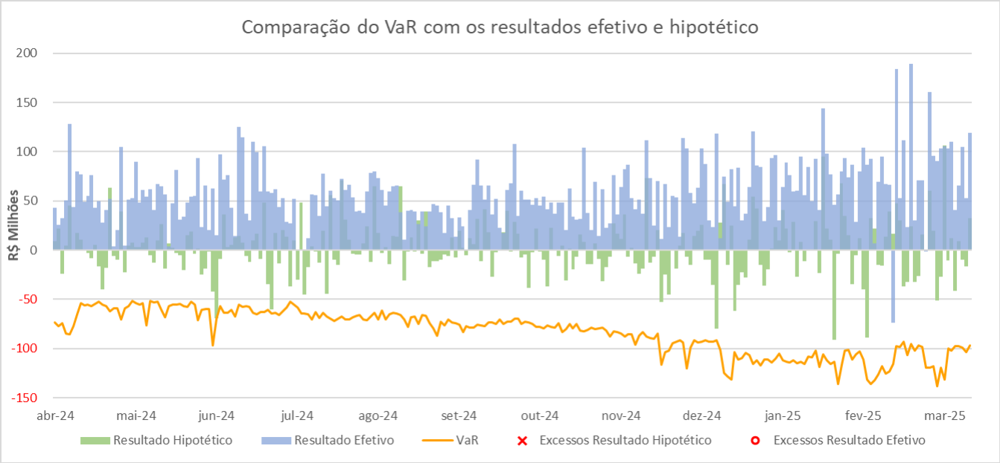 Comparação do VaR com os resultados efetivo e hipotético
R$ Milhões
200
150
100
50
0
-50
-100
-150
abr-24 mai-24 jun-24 jul-24 ago-24 set-24 out-24 nov-24 dez-24 jan-25 fev-25 mar-25
Resultado Hipotético Resultado Efetivo VaR Excessos Resultado Hipotético Excessos Resultado Efetivo